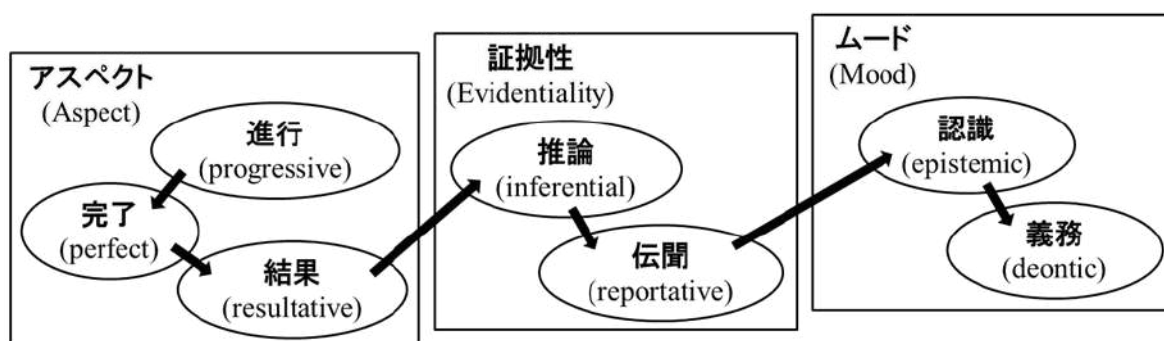 アスペクト
(Aspect)
進行
(progressive)
完了
(perfect)
結果
(resultative)
証拠性
(Evidentiality)
推論
(inferential)
伝聞
(reportative)
ムード
(Mood)
認識
(epistemic)
義務
(deontic)